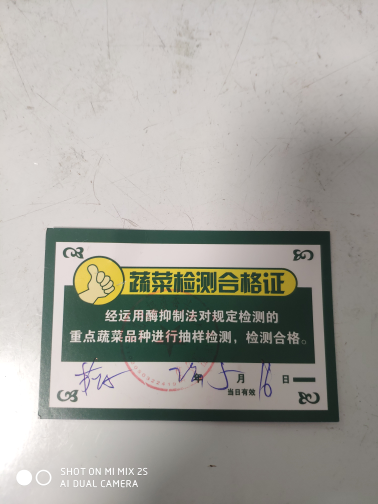 蔬菜检测合格证
经运用酶抑制法对规定检测的
重点蔬菜品种进行抽样检测，检测合格。
年 5 月 16 日
当日有效
SHOT ON MI MIX 2S
AI DUAL CAMERA